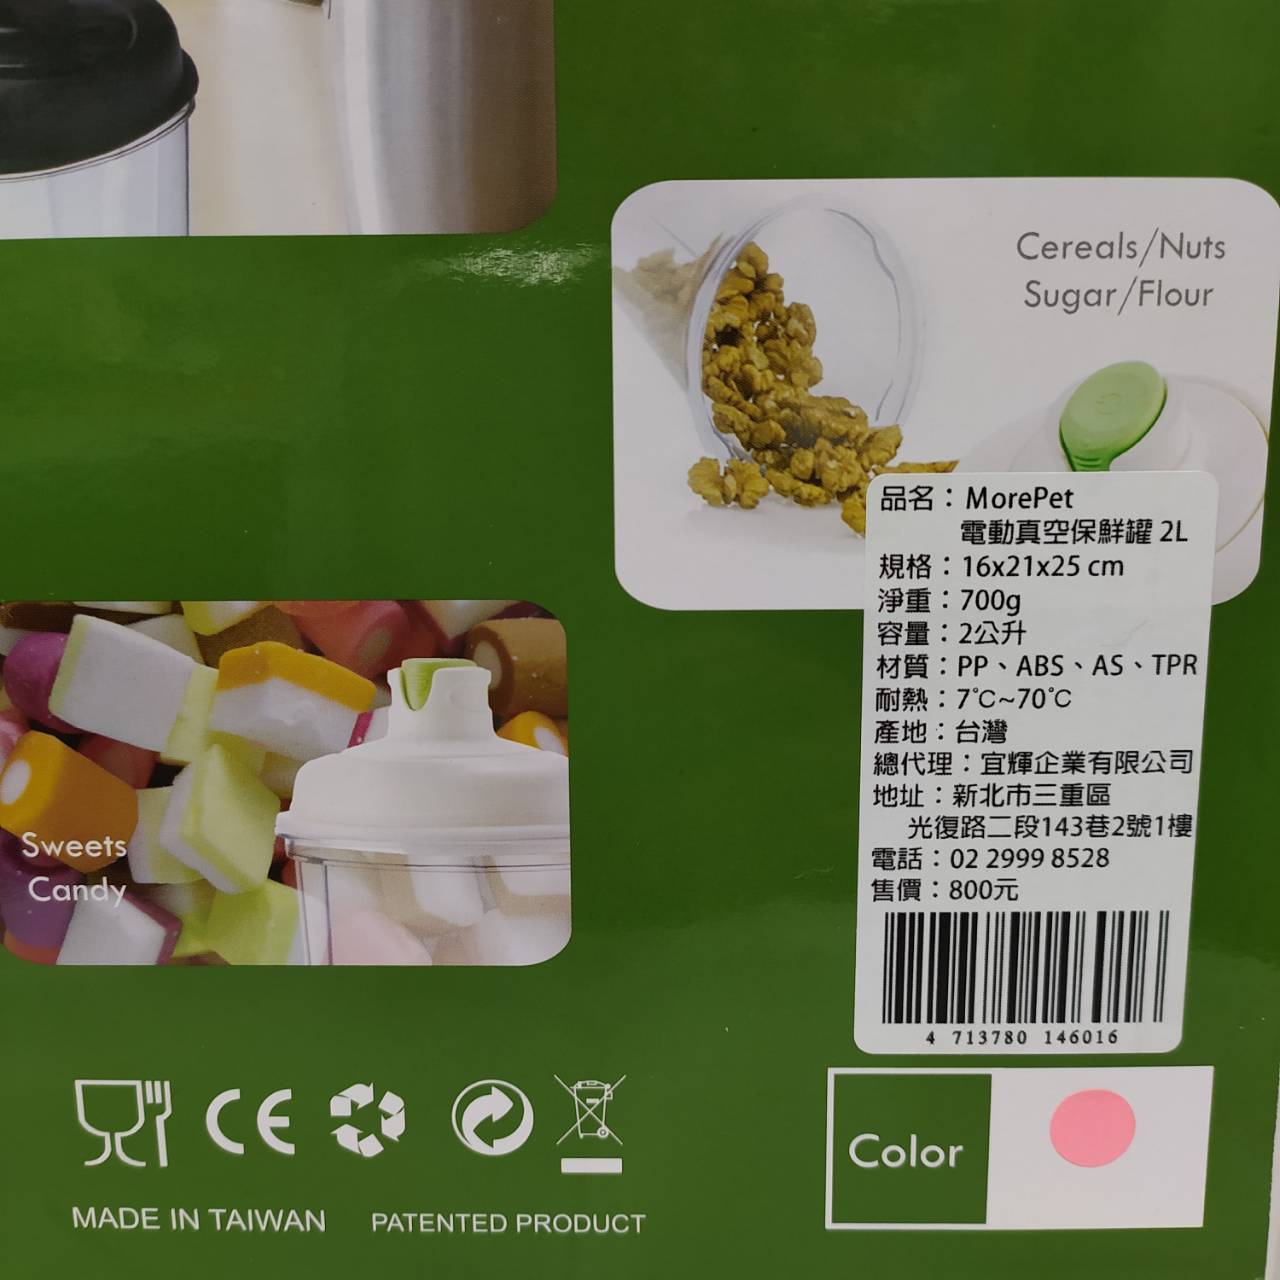 Cereals/Nuts
Sugar/Flour
品名：MorePet
電動真空保鮮罐 2L
規格：16x21x25 cm
淨重：700g
容量：2公升
材質：PP、ABS、AS、TPR
耐熱：7℃~70℃
產地：台灣
總代理：宜輝企業有限公司
地址：新北市三重區
光復路二段143巷2號1樓
電話：02 2999 8528
售價：800元
4 713780 146016
Sweets
Candy
CE
Color
MADE IN TAIWAN
PATENTED PRODUCT